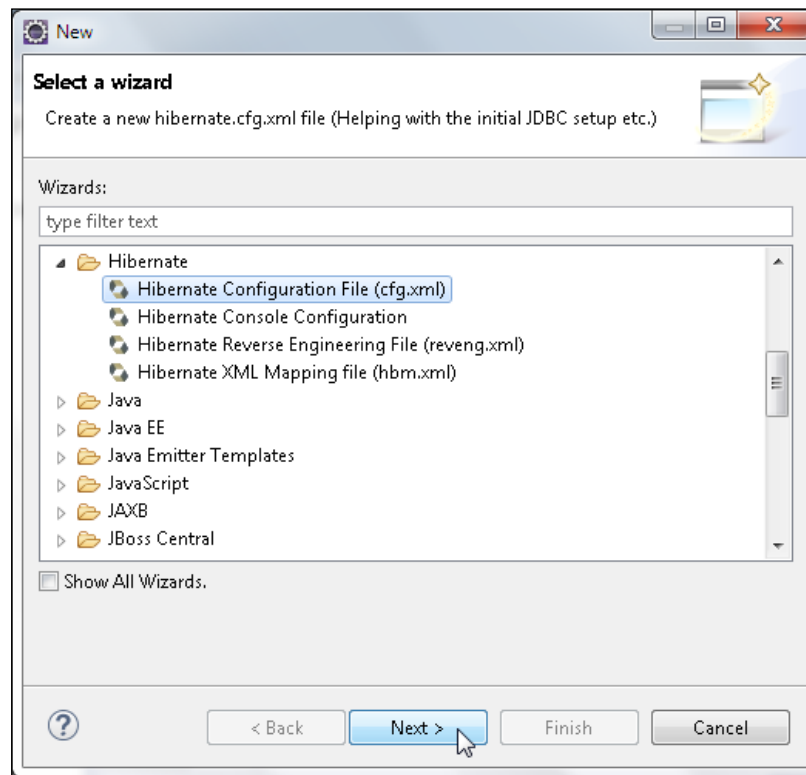 New
Select a wizard
Create a new hibernate.cfg.xml file (Helping with the initial JDBC setup etc.)
Wizards:
type filter text
Hibernate
Hibernate Configuration File (cfg.xml)
Hibernate Console Configuration
Hibernate Reverse Engineering File (reveng.xml)
Hibernate XML Mapping file (hbm.xml)
Java
Java EE
Java Emitter Templates
JavaScript
JAXB
JBoss Central
Show All Wizards.
? < Back Next > Finish Cancel